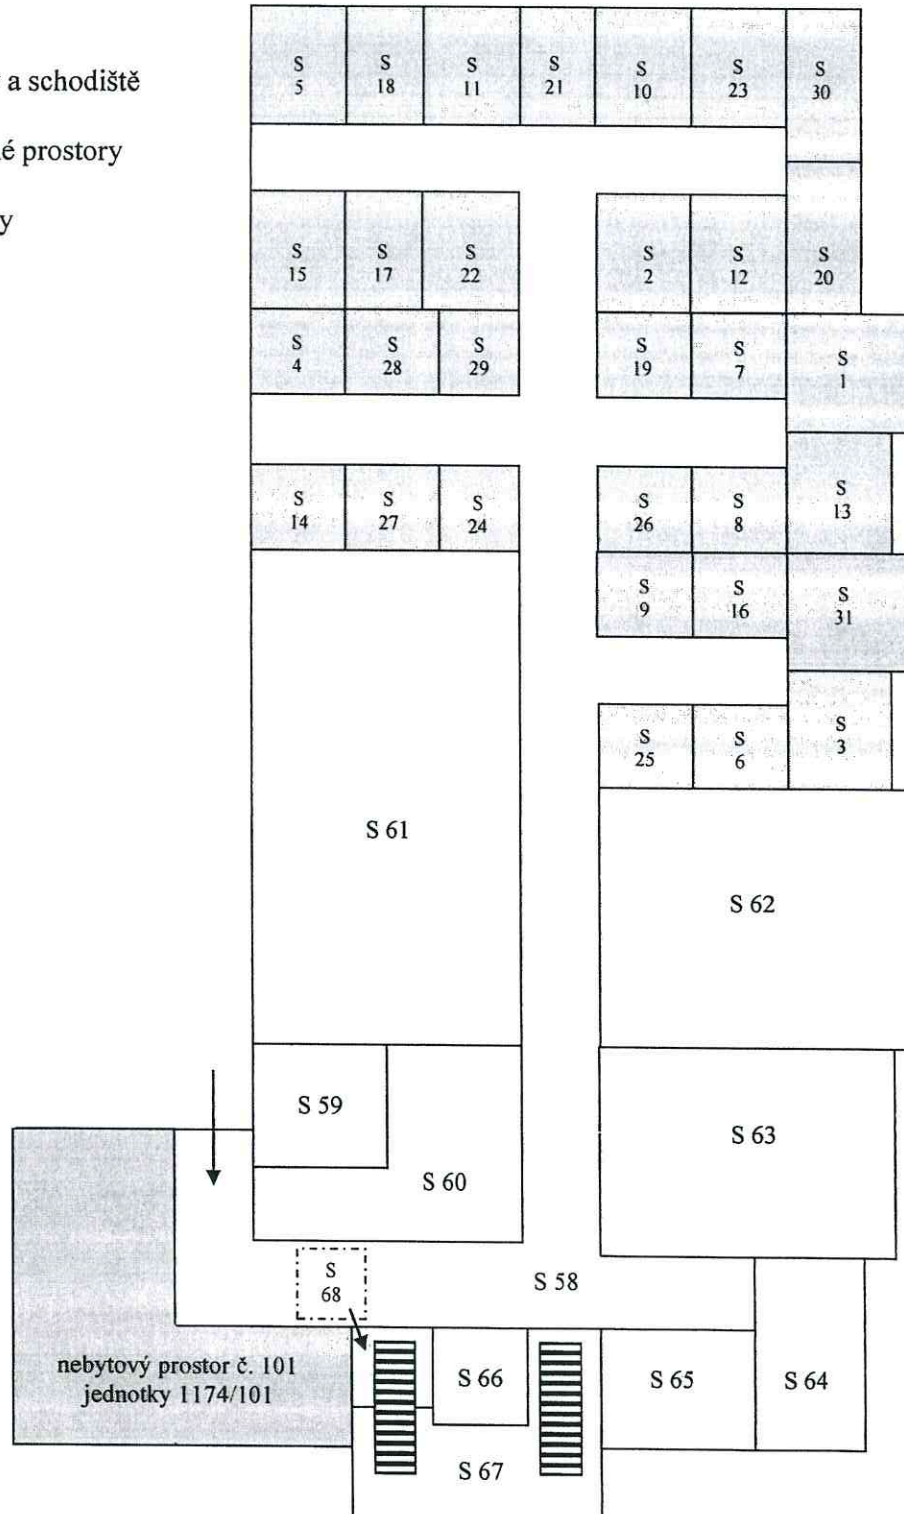 a schodiště
é prostory
y
S
5
S
18
S
11
S
21
S
10
S
23
S
30
S
15
S
17
S
22
S
2
S
12
S
20
S
4
S
28
S
29
S
19
S
7
S
1
S
14
S
27
S
24
S
26
S
8
S
13
S
9
S
16
S
31
S
25
S
6
S
3
S 61
S 62
S 59
S 63
S 60
S
68
S 58
nebytový prostor č. 101
jednotky 1174/101
S 66
S 65
S 64
S 67